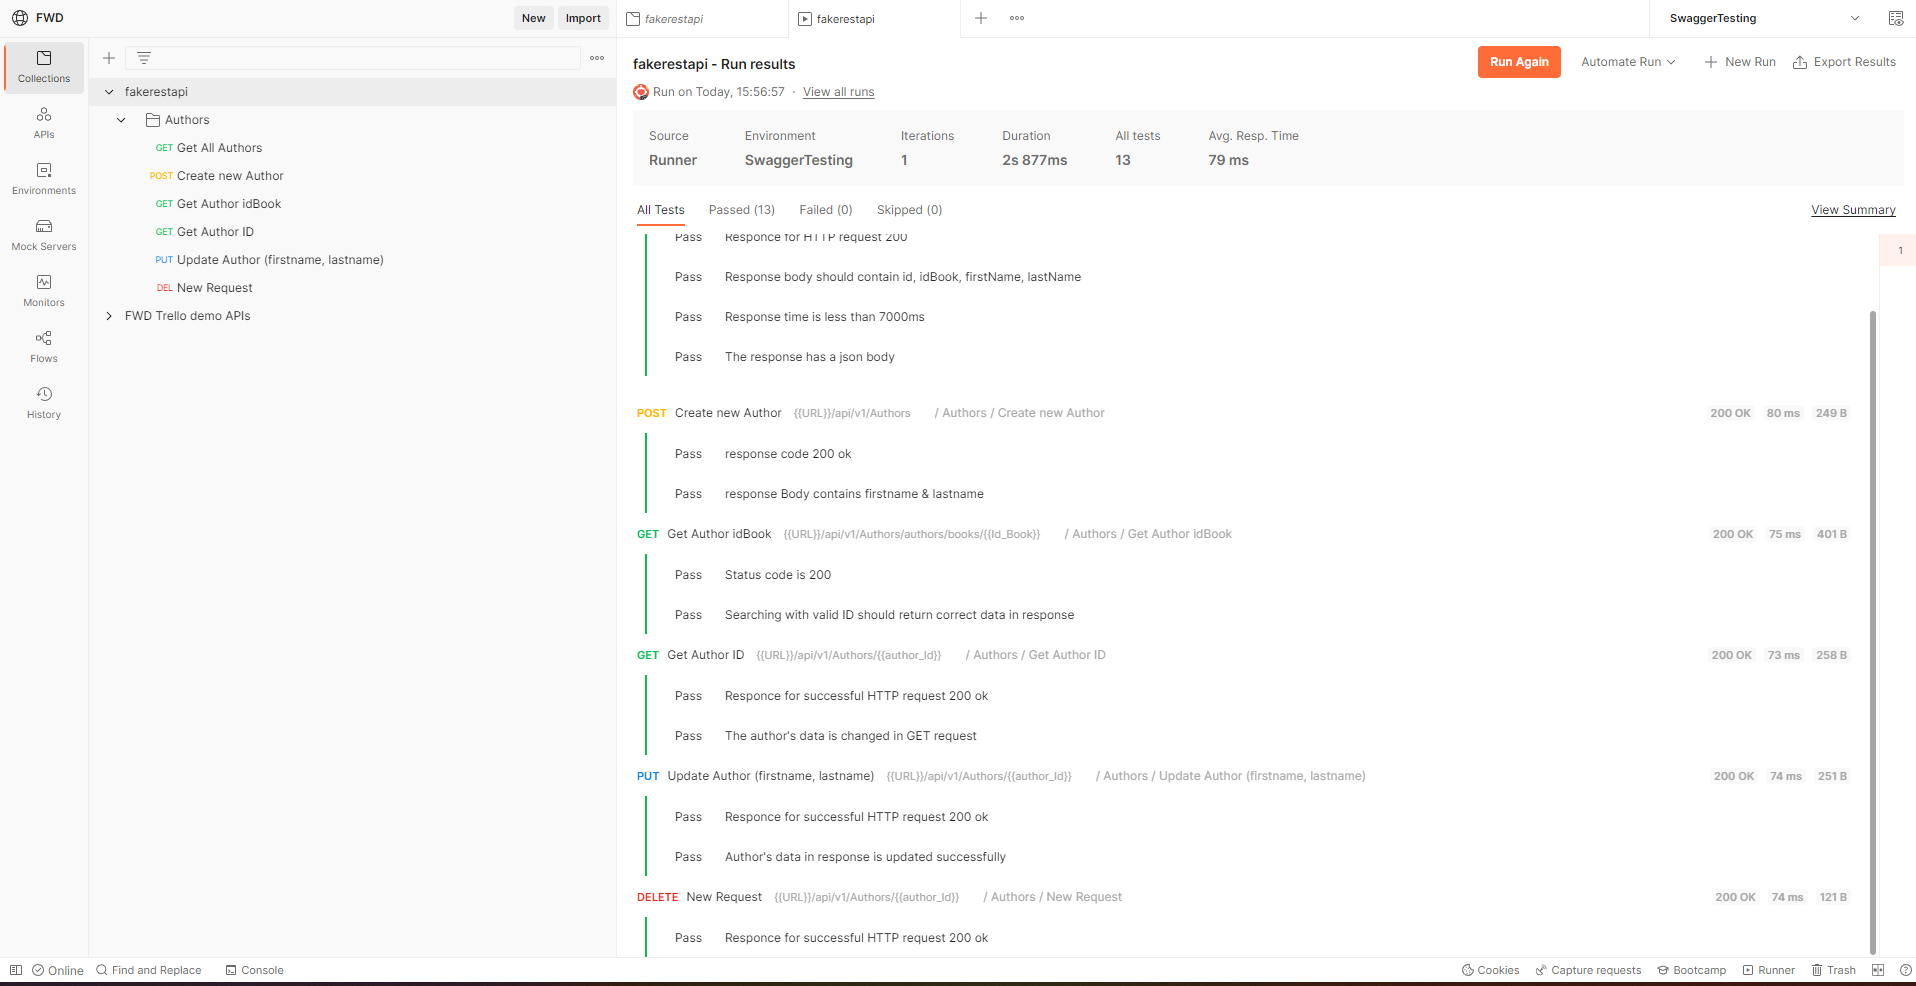 FWD
New
Import
fakerestapi
fakerestapi
SwaggerTesting
Collections
APIs
Environments
Mock Servers
Monitors
Flows
History
fakerestapi
Authors
GET Get All Authors
POST Create new Author
GET Get Author idBook
GET Get Author ID
PUT Update Author (firstname, lastname)
DEL New Request
FWD Trello demo APIs
fakerestapi - Run results
Run Again
Automate Run
New Run
Export Results
Run on Today, 15:56:57 · View all runs
Source Environment Iterations Duration All tests Avg. Resp. Time
Runner SwaggerTesting 1 2s 877ms 13 79 ms
All Tests Passed (13) Failed (0) Skipped (0) View Summary
1
Pass Responce for HTTP request 200
Pass Response body should contain id, idBook, firstName, lastName
Pass Response time is less than 7000ms
Pass The response has a json body
POST Create new Author {{URL}}/api/v1/Authors / Authors / Create new Author 200 OK 80 ms 249 B
Pass response code 200 ok
Pass response Body contains firstname & lastname
GET Get Author idBook {{URL}}/api/v1/Authors/authors/books/{{Id_Book}} / Authors / Get Author idBook 200 OK 75 ms 401 B
Pass Status code is 200
Pass Searching with valid ID should return correct data in response
GET Get Author ID {{URL}}/api/v1/Authors/{{author_Id}} / Authors / Get Author ID 200 OK 73 ms 258 B
Pass Responce for successful HTTP request 200 ok
Pass The author's data is changed in GET request
PUT Update Author (firstname, lastname) {{URL}}/api/v1/Authors/{{author_Id}} / Authors / Update Author (firstname, lastname) 200 OK 74 ms 251 B
Pass Responce for successful HTTP request 200 ok
Pass Author's data in response is updated successfully
DELETE New Request {{URL}}/api/v1/Authors/{{author_Id}} / Authors / New Request 200 OK 74 ms 121 B
Pass Responce for successful HTTP request 200 ok
Online Find and Replace Console Cookies Capture requests Bootcamp Runner Trash